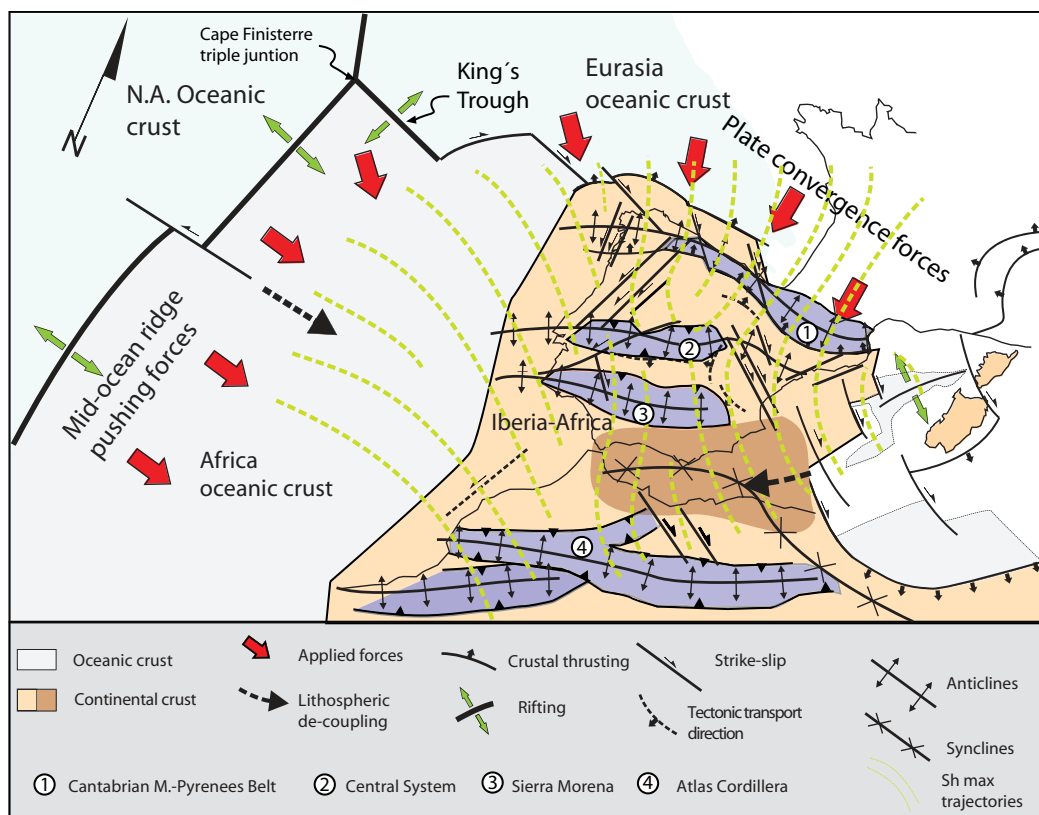 Cape Finisterre
triple juntion
King´s
Trough
Eurasia
oceanic crust
N.A. Oceanic
crust
N
Plate convergence forces
Mid-ocean ridge
pushing forces
Africa
oceanic crust
Iberia-Africa
1
2
3
4
Oceanic crust
Continental crust
Applied forces
Lithospheric
de-coupling
Crustal thrusting
Rifting
Strike-slip
Tectonic transport
direction
Anticlines
Synclines
Sh max
trajectories
1 Cantabrian M.-Pyrenees Belt
2 Central System
3 Sierra Morena
4 Atlas Cordillera